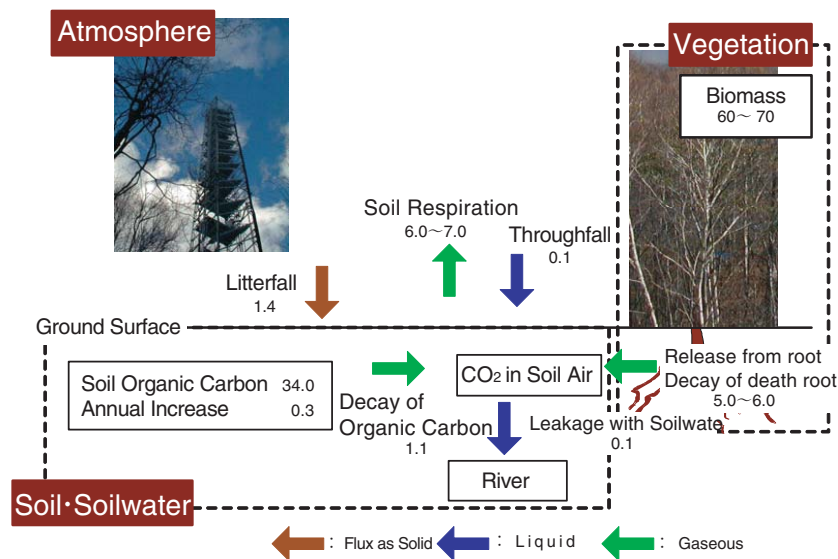 Atmosphere
Vegetation
Biomass
60～70
Soil Respiration
6.0～7.0
Throughfall
0.1
Litterfall
1.4
Ground Surface
Soil Organic Carbon 34.0
Annual Increase 0.3
CO₂ in Soil Air
Release from root
Decay of death root
5.0～6.0
Decay of
Organic Carbon
1.1
Leakage with Soilwate
0.1
River
Soil・Soilwater
: Flux as Solid : Liquid : Gaseous